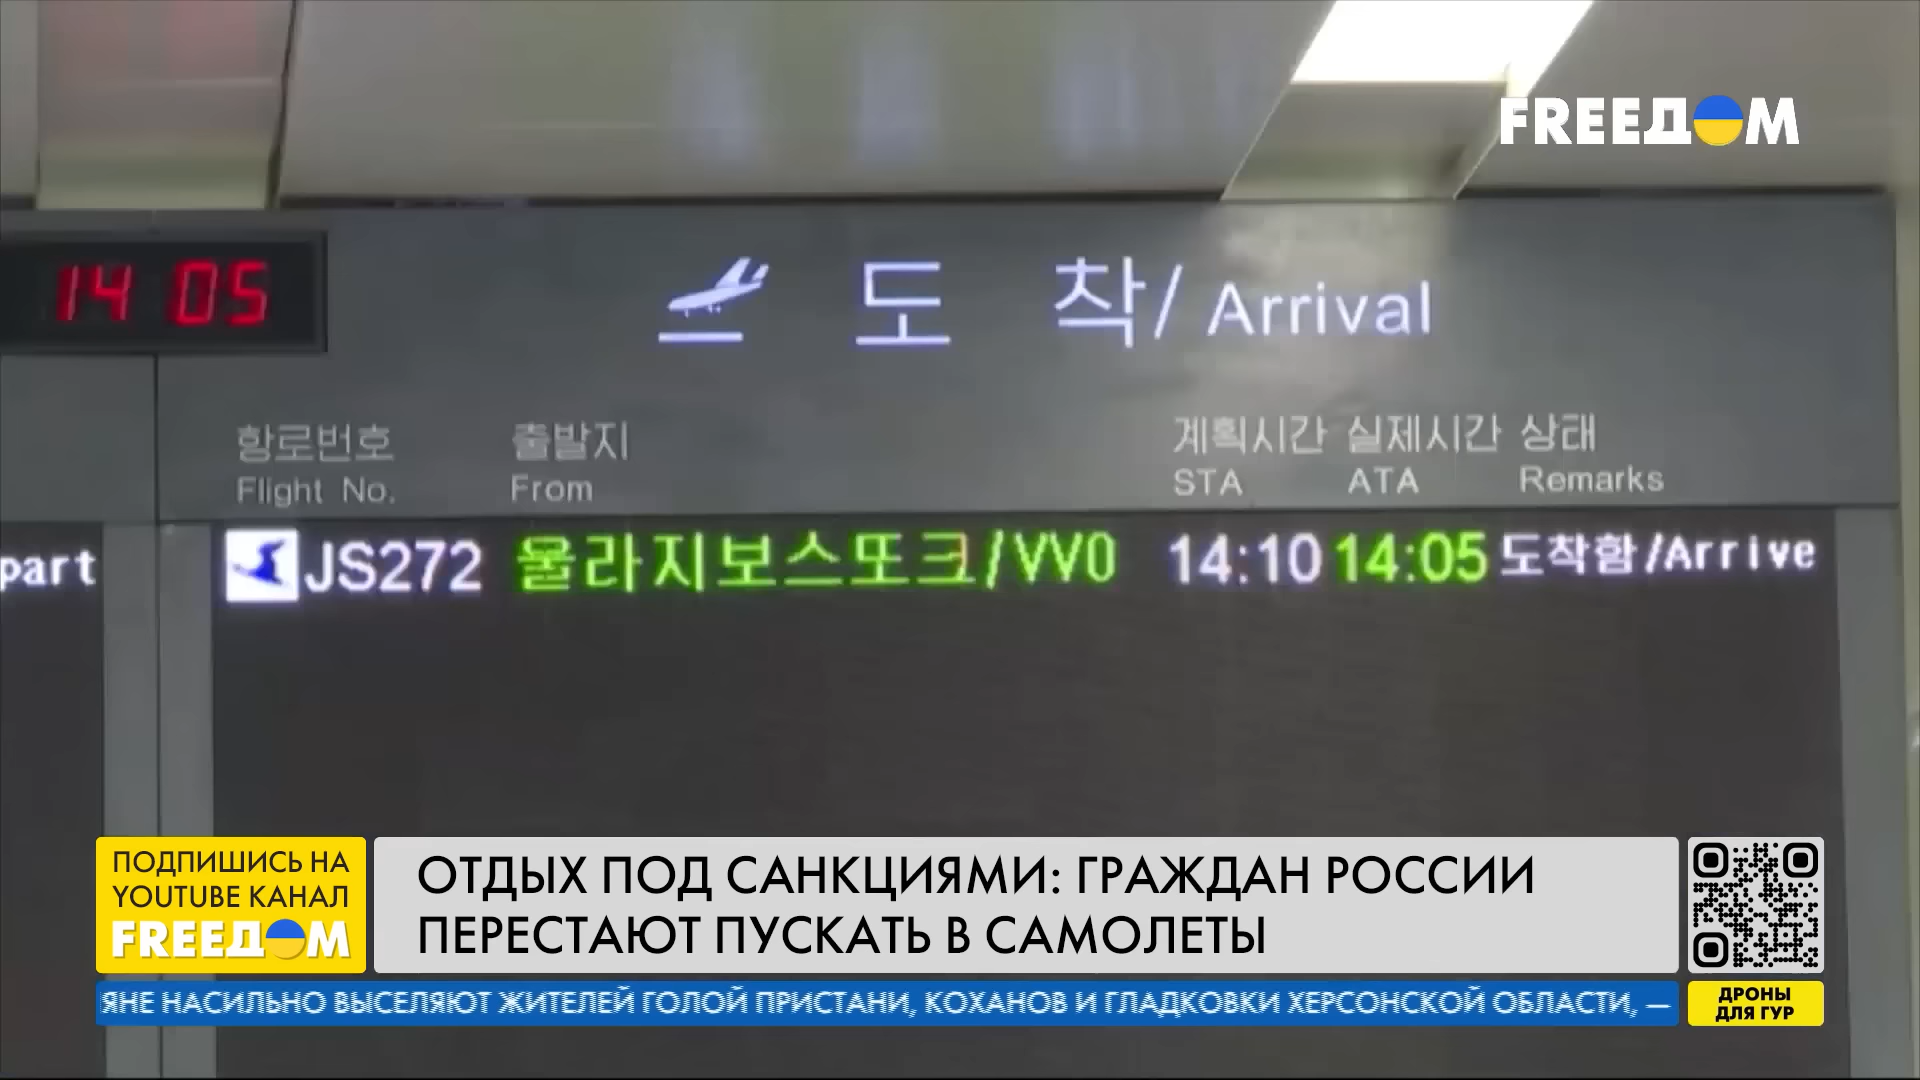 FREEДOM
14 05
도 착/ Arrival
항로번호 출발지 계획시간 실제시간 상태
Flight No. From STA ATA Remarks
part JS272 울라지보스또크/VVO 14:10 14:05 도착함/Arrive
ПОДПИШИСЬ НА
YOUTUBE КАНАЛ
FREEДOM
ОТДЫХ ПОД САНКЦИЯМИ: ГРАЖДАН РОССИИ
ПЕРЕСТАЮТ ПУСКАТЬ В САМОЛЕТЫ
ЯНЕ НАСИЛЬНО ВЫСЕЛЯЮТ ЖИТЕЛЕЙ ГОЛОЙ ПРИСТАНИ, КОХАНОВ И ГЛАДКОВКИ ХЕРСОНСКОЙ ОБЛАСТИ, —
ДРОНЫ
ДЛЯ ГУР